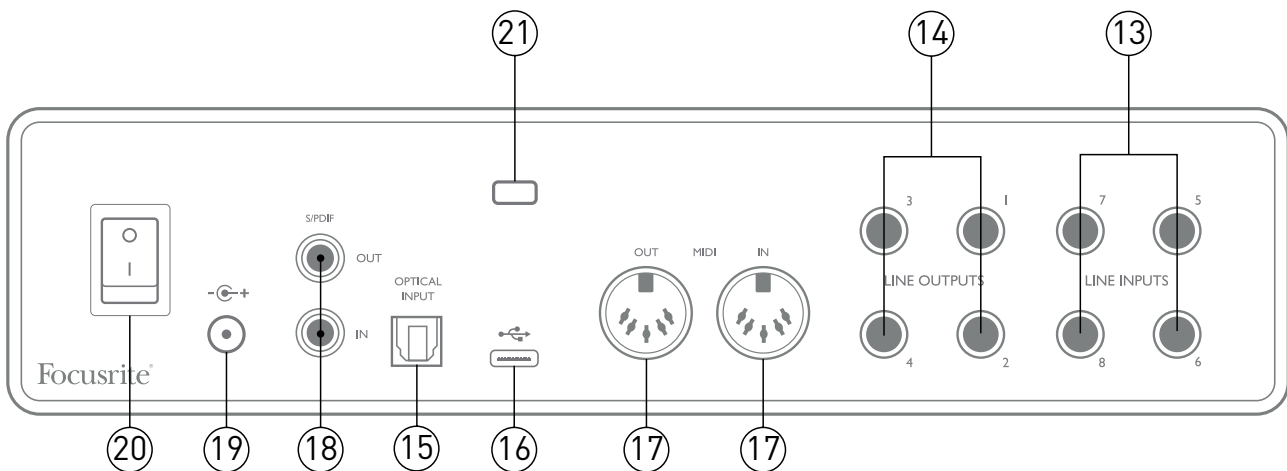 21
14
13
S/PDIF
OUT
IN
OPTICAL
INPUT
OUT
MIDI
IN
3
1
7
5
LINE OUTPUTS
LINE INPUTS
4
2
8
6
- +
O
I
Focusrite®
20
19
18
15
16
17
17